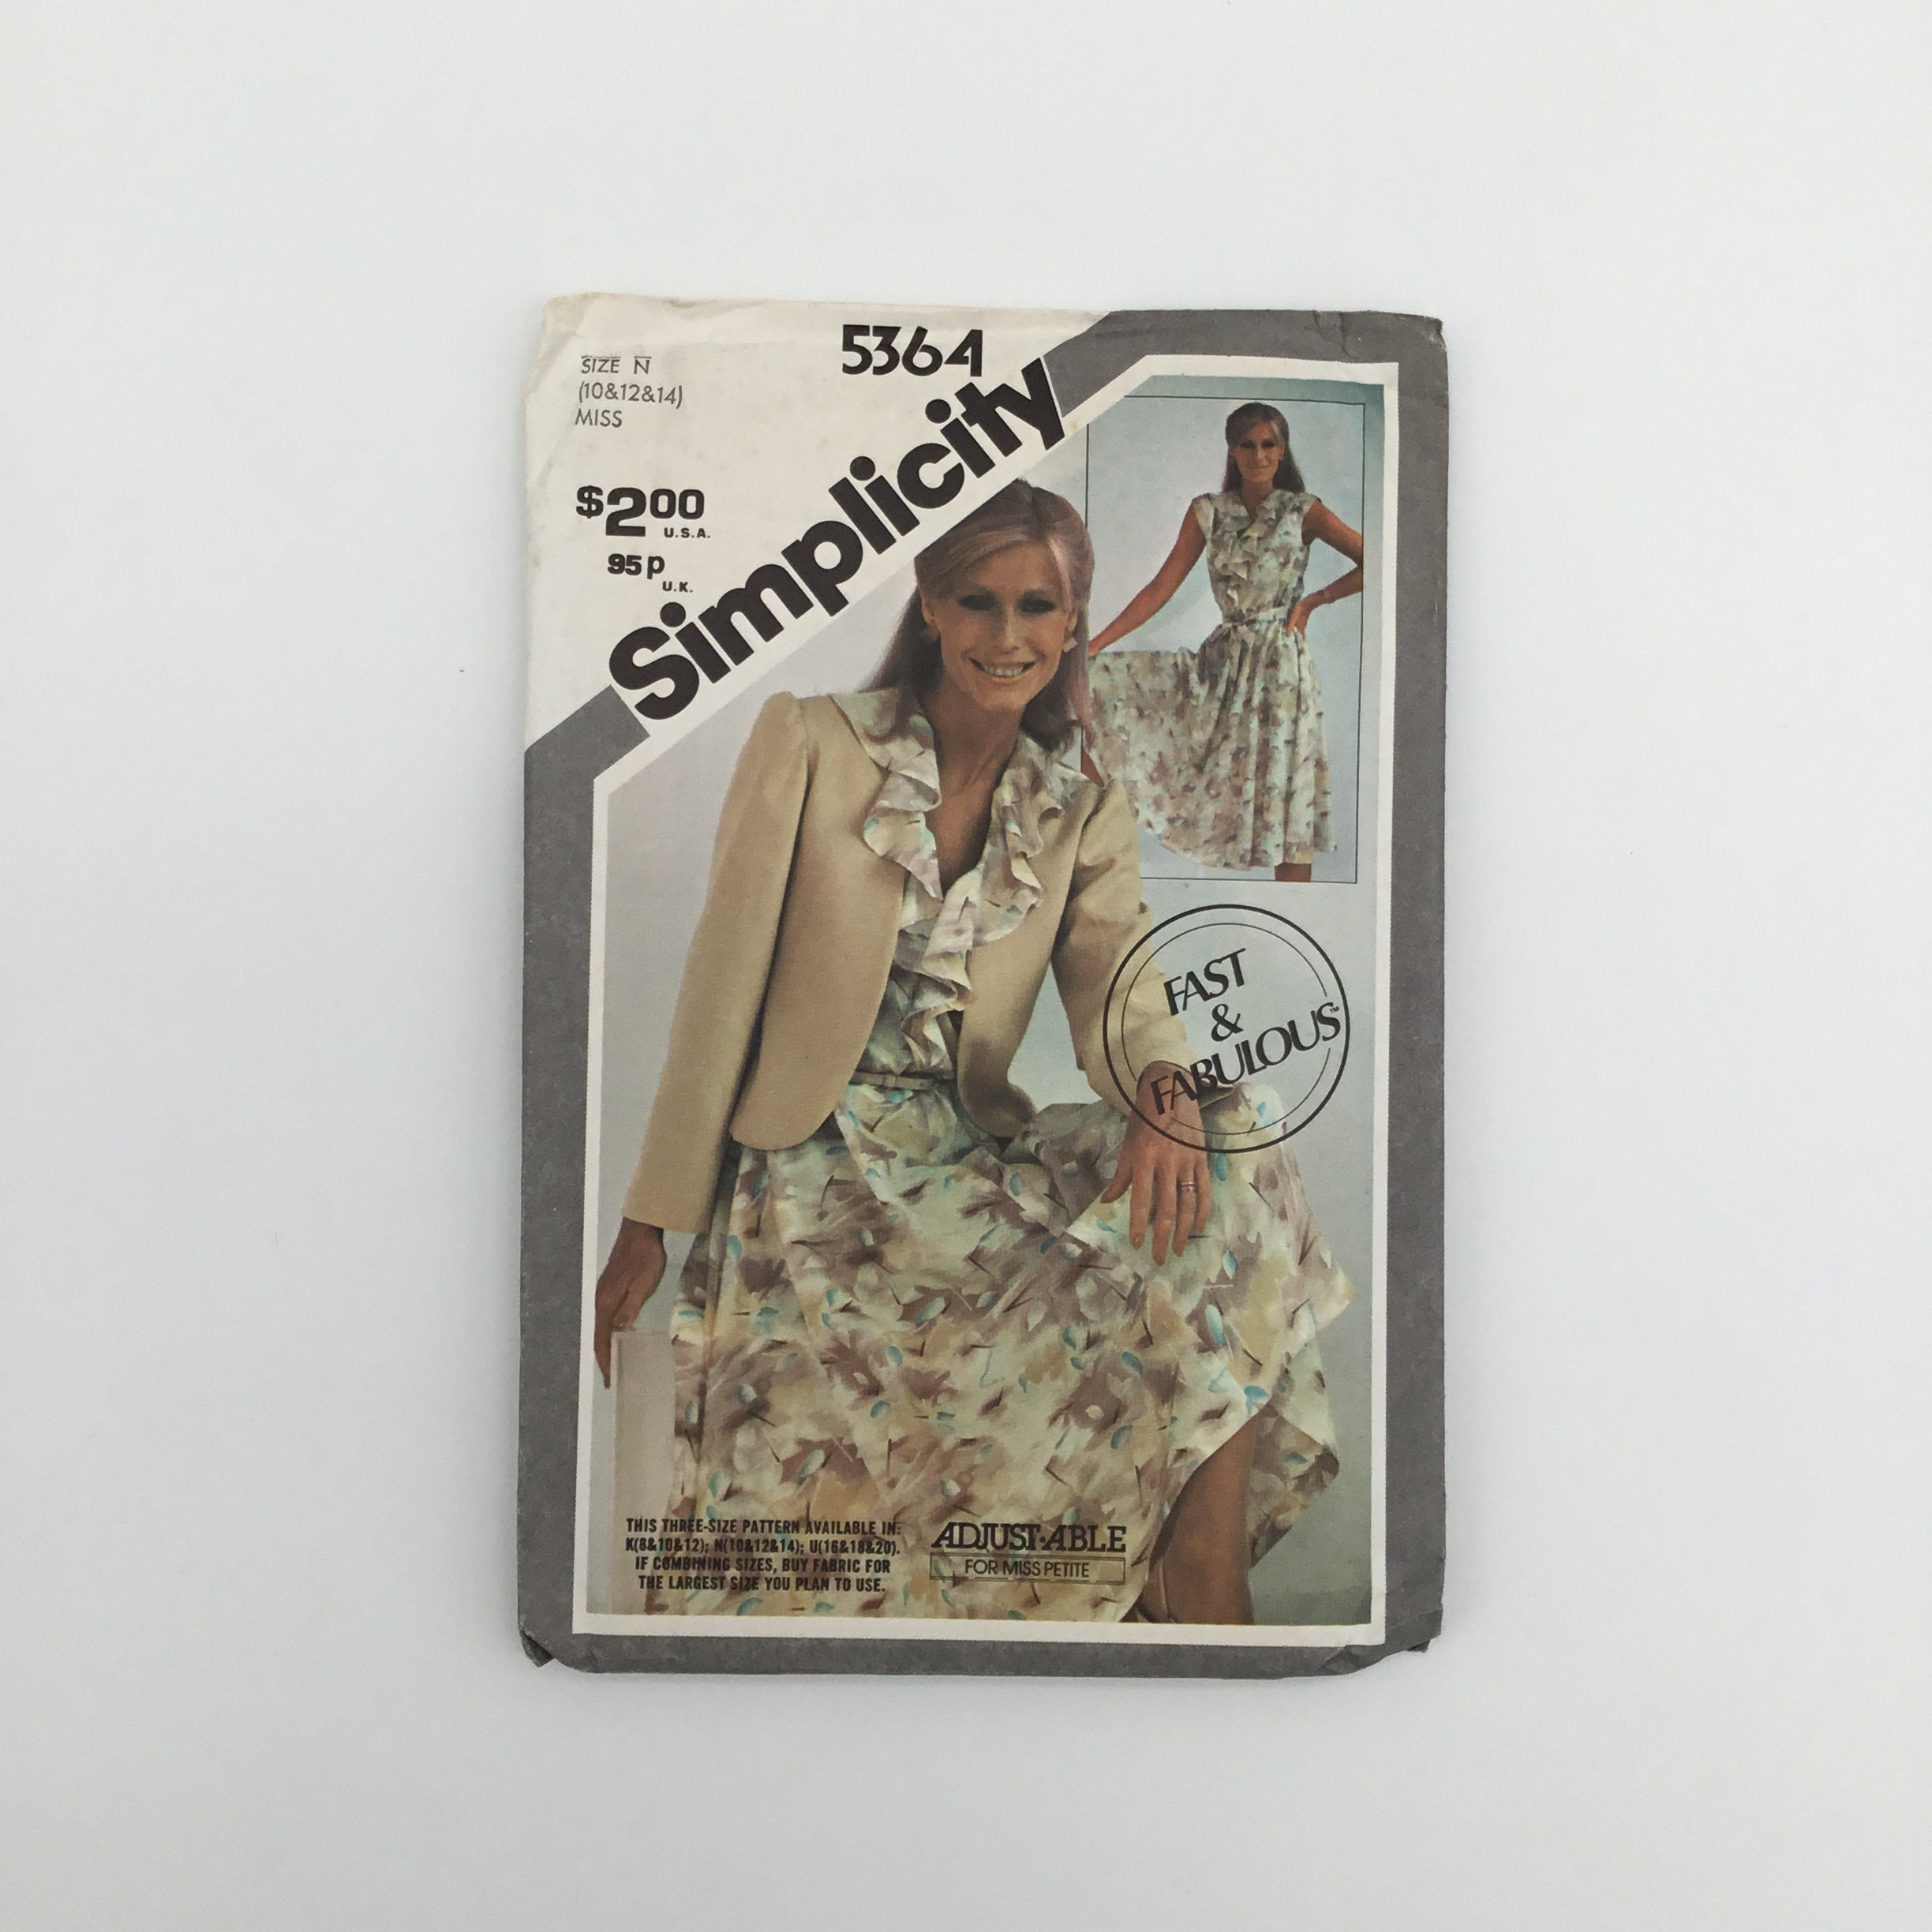 5364
SIZE N
(10&12&14)
MISS
$2.00
U.S.A.
95p
U.K.
Simplicity
FAST
&
FABULOUS™
THIS THREE-SIZE PATTERN AVAILABLE IN:
K(8&10&12); N(10&12&14); U(16&18&20).
IF COMBINING SIZES, BUY FABRIC FOR
THE LARGEST SIZE YOU PLAN TO USE.
ADJUST·ABLE
FOR MISS PETITE